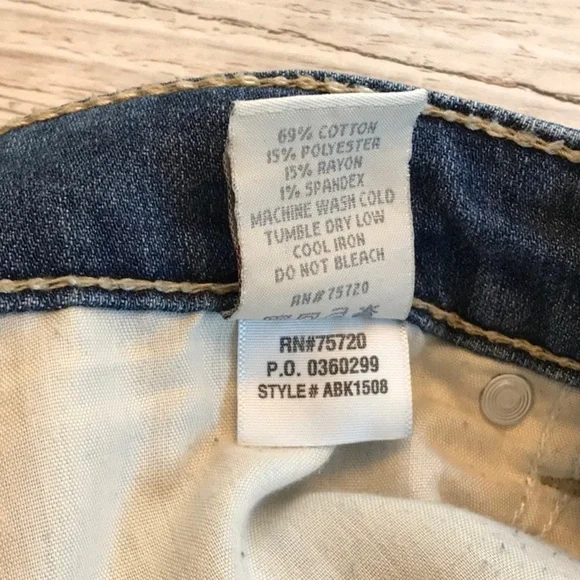 69% COTTON
15% POLYESTER
15% RAYON
1% SPANDEX
MACHINE WASH COLD
TUMBLE DRY LOW
COOL IRON
DO NOT BLEACH
RN# 75720
RN#75720
P.O. 0360299
STYLE# ABK1508